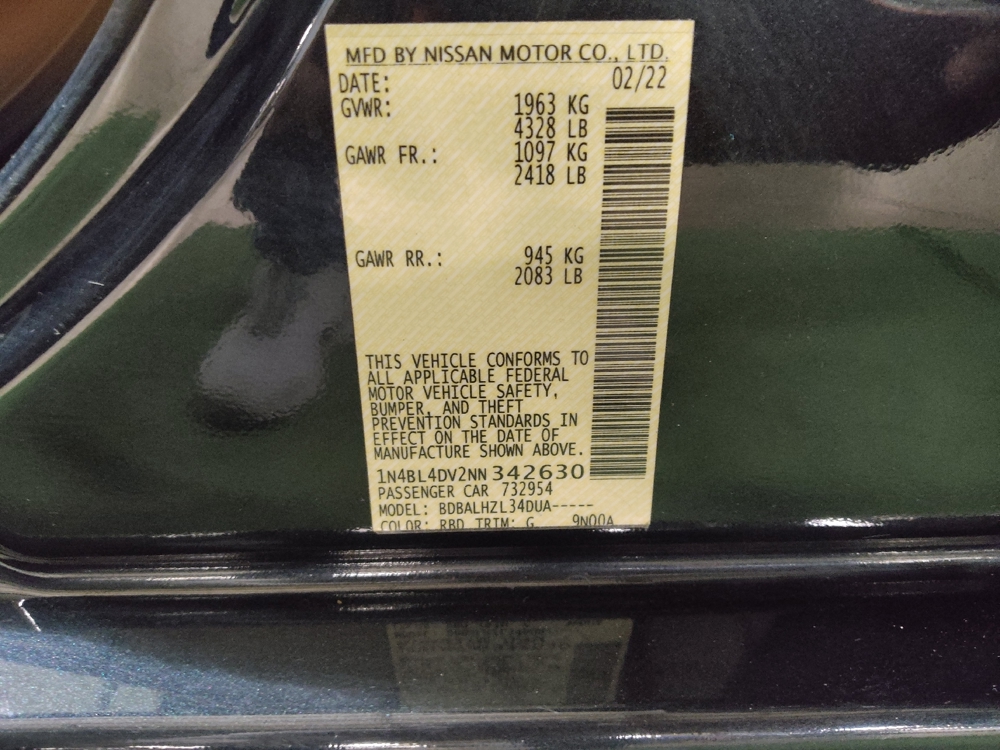 MFD BY NISSAN MOTOR CO., LTD.
DATE: 02/22
GVWR: 1963 KG
4328 LB
GAWR FR.: 1097 KG
2418 LB
GAWR RR.: 945 KG
2083 LB
THIS VEHICLE CONFORMS TO
ALL APPLICABLE FEDERAL
MOTOR VEHICLE SAFETY,
BUMPER, AND THEFT
PREVENTION STANDARDS IN
EFFECT ON THE DATE OF
MANUFACTURE SHOWN ABOVE.
1N4BL4DV2NN342630
PASSENGER CAR 732954
MODEL: BDBALHZL34DUA-----
COLOR: RBD TRIM: G 9N00A